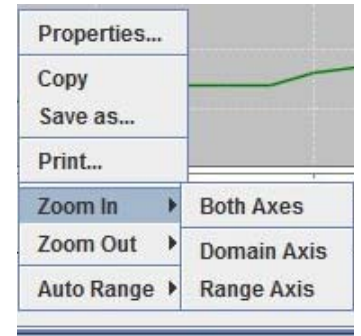 Properties...
Copy
Save as...
Print...
Zoom In
Zoom Out
Auto Range
Both Axes
Domain Axis
Range Axis